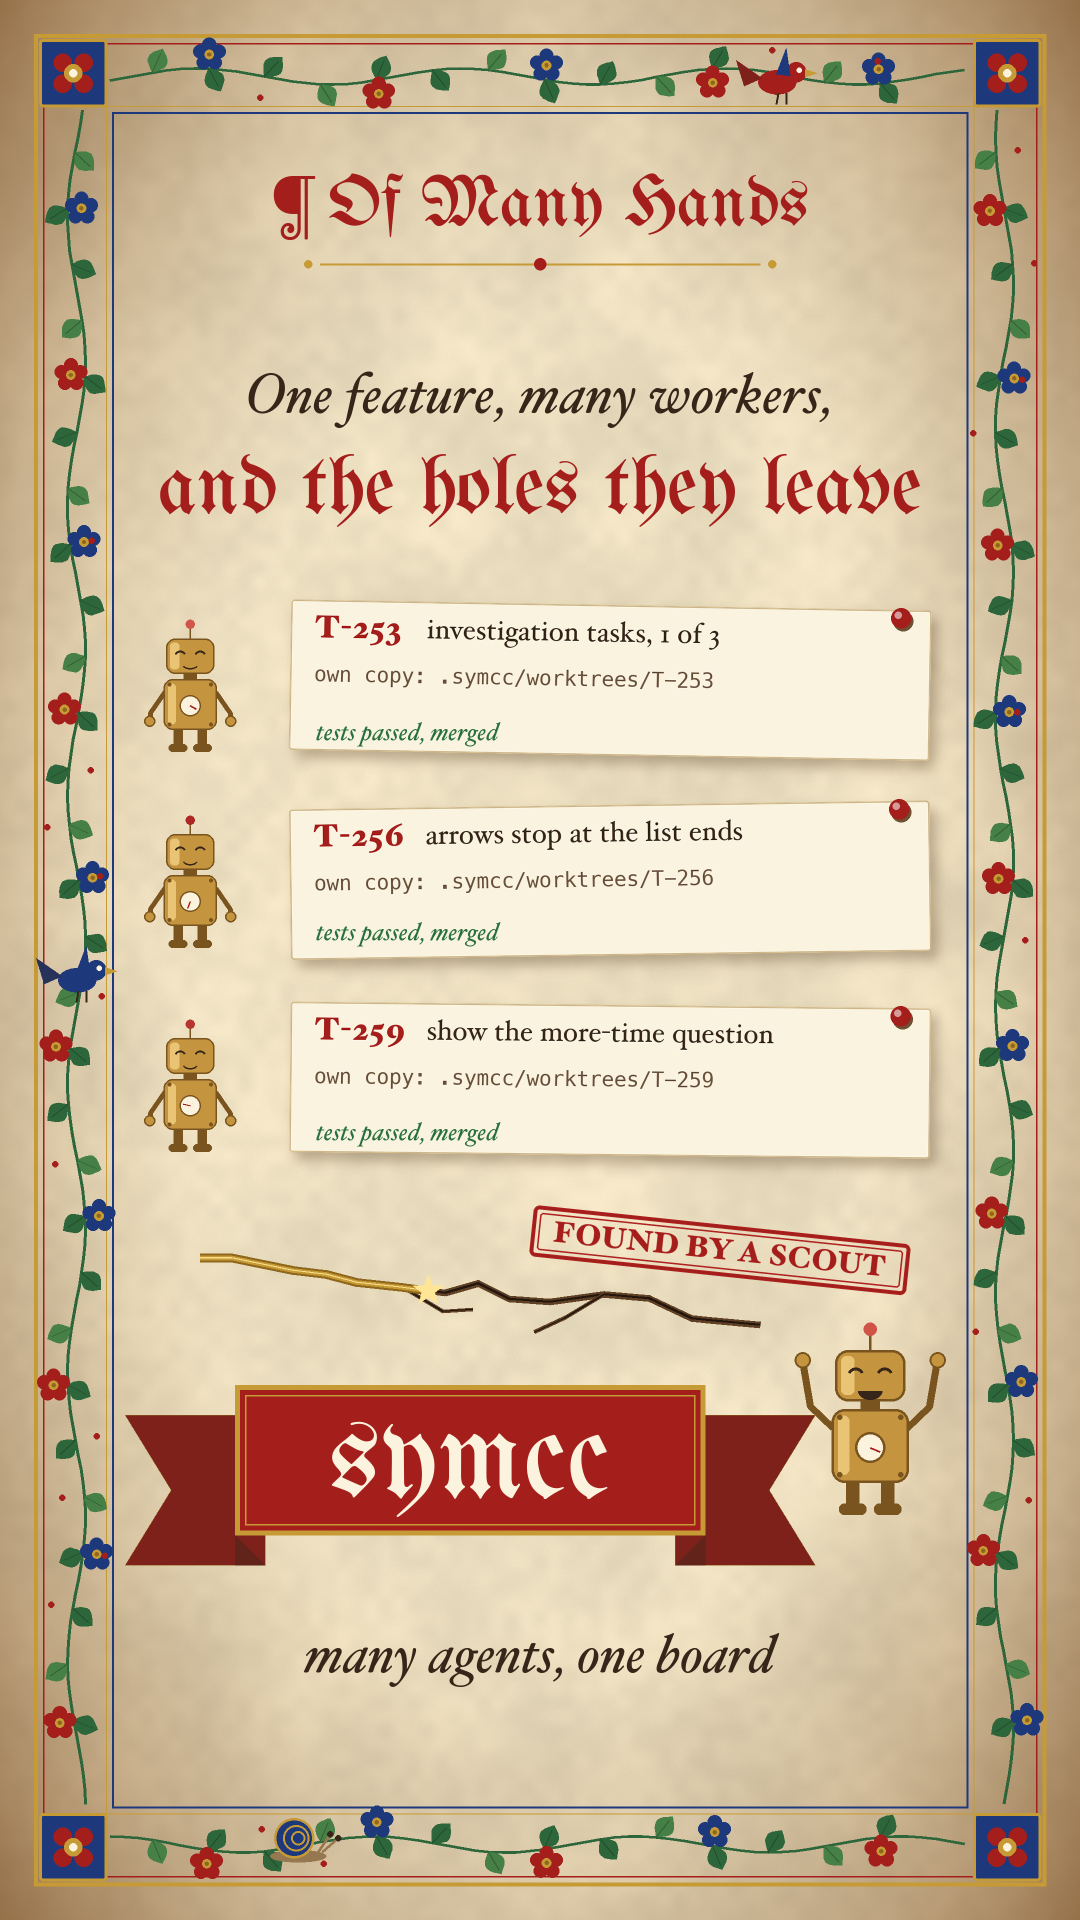 ¶ Of Many Hands
One feature, many workers,
and the holes they leave
T-253 investigation tasks, 1 of 3
own copy: .symcc/worktrees/T-253
tests passed, merged
T-256 arrows stop at the list ends
own copy: .symcc/worktrees/T-256
tests passed, merged
T-259 show the more-time question
own copy: .symcc/worktrees/T-259
tests passed, merged
FOUND BY A SCOUT
symcc
many agents, one board